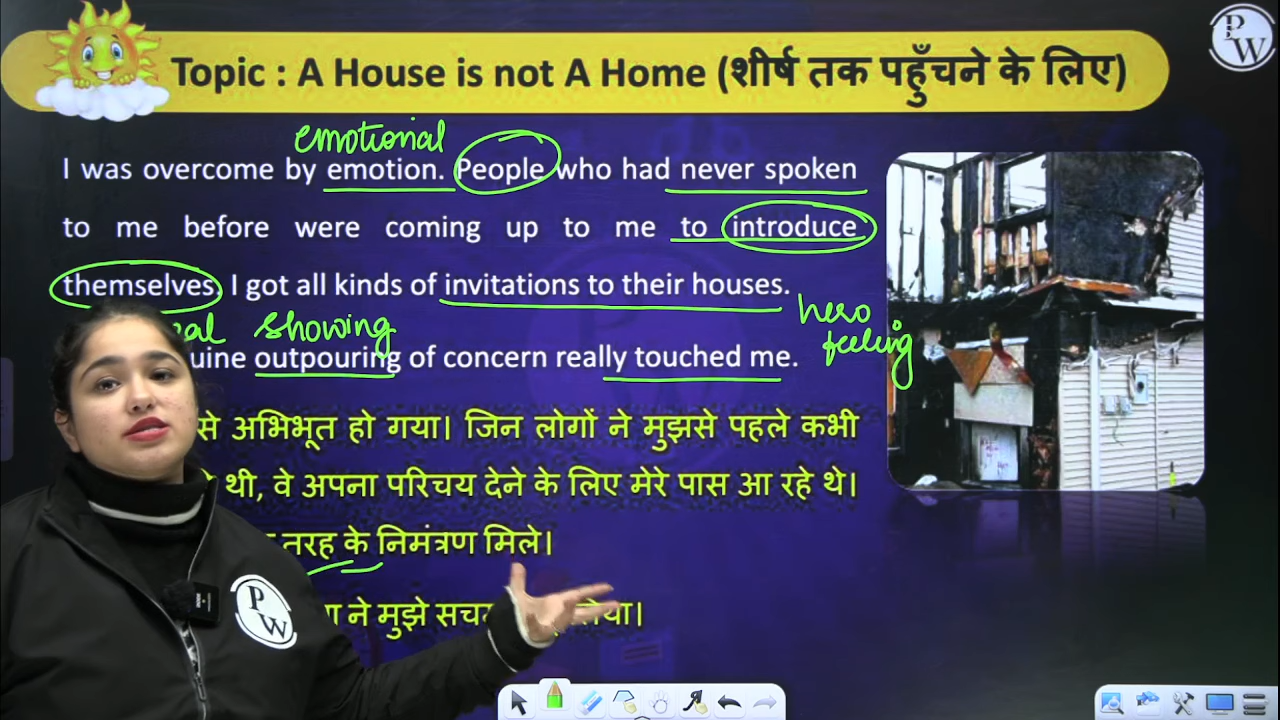 Topic : A House is not A Home (शीर्ष तक पहुँचने के लिए)
PW
emotional
I was overcome by emotion. People who had never spoken
to me before were coming up to me to introduce
themselves. I got all kinds of invitations to their houses.
showing
hero
feeling
outpouring of concern really touched me.
से अभिभूत हो गया। जिन लोगों ने मुझसे पहले कभी
थी, वे अपना परिचय देने के लिए मेरे पास आ रहे थे।
तरह के निमंत्रण मिले।
ने मुझे
PW